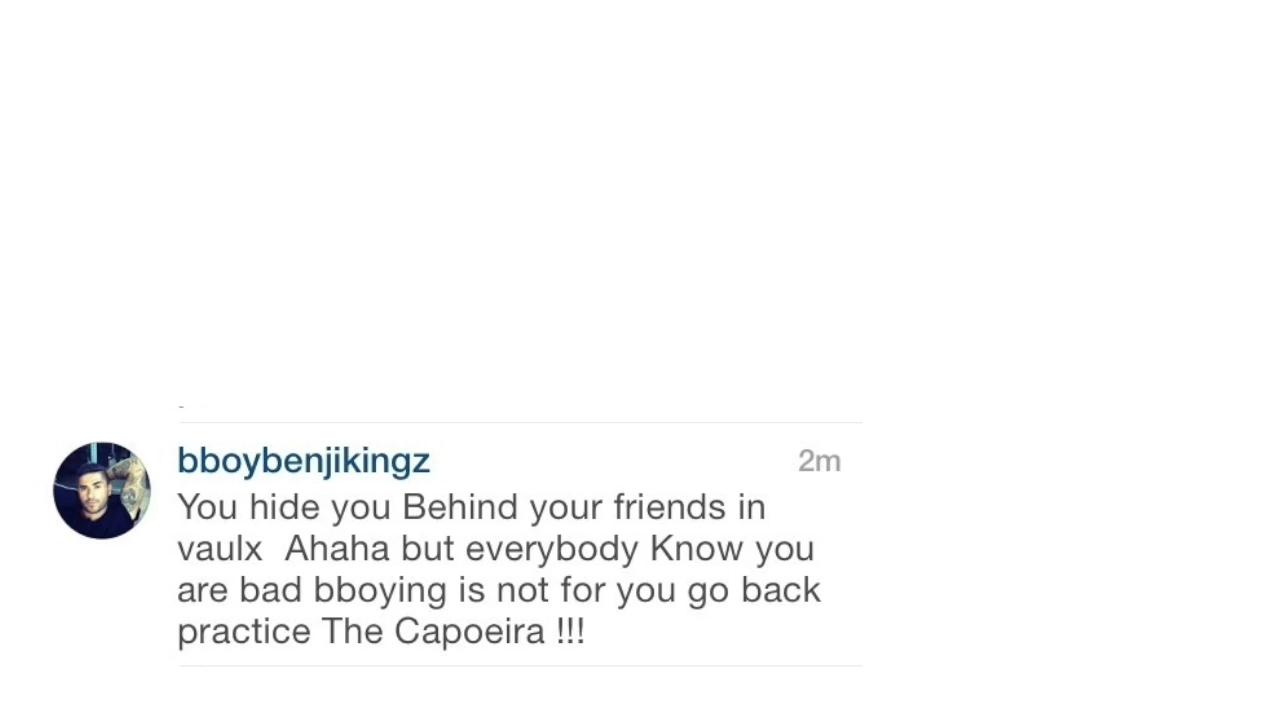 bboybenjikingz 2m
You hide you Behind your friends in
vaulx  Ahaha but everybody Know you
are bad bboying is not for you go back
practice The Capoeira !!!